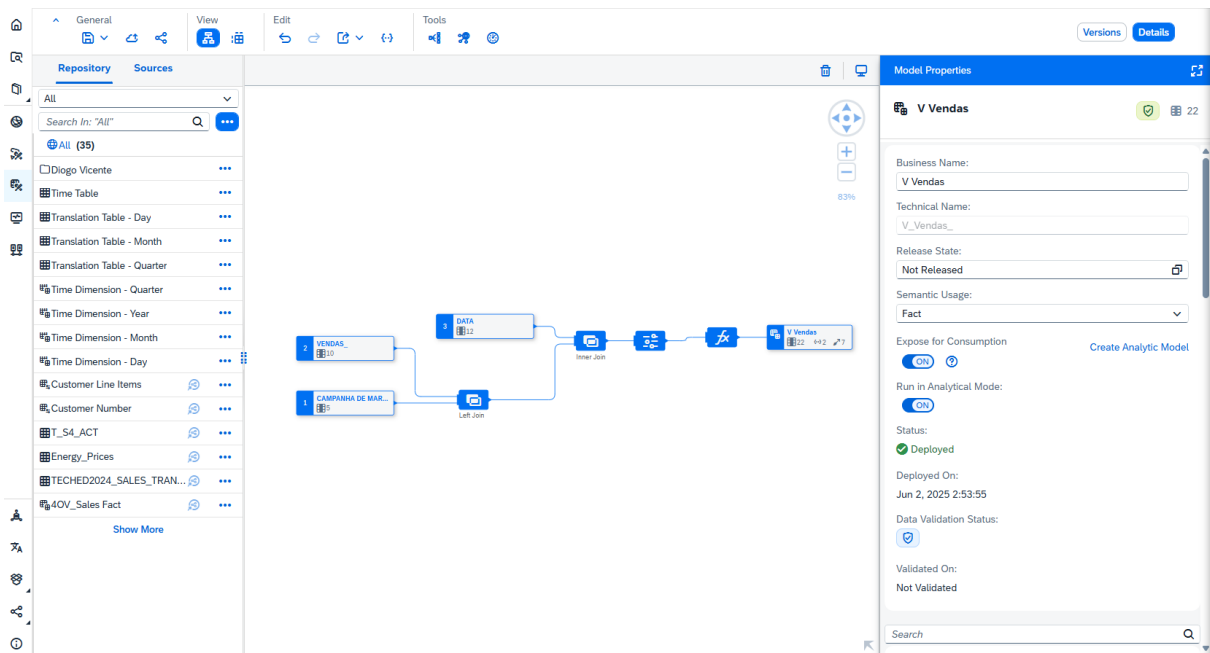 General
View
Edit
Tools
Versions
Details
Repository
Sources
All
Search In: "All"
All (35)
Diogo Vicente
Time Table
Translation Table - Day
Translation Table - Month
Translation Table - Quarter
Time Dimension - Quarter
Time Dimension - Year
Time Dimension - Month
Time Dimension - Day
Customer Line Items
Customer Number
T_S4_ACT
Energy_Prices
TECHED2024_SALES_TRAN...
4OV_Sales Fact
Show More
83%
3 DATA
12
2 VENDAS_
10
1 CAMPANHA DE MAR...
5
Left Join
Inner Join
fx
V Vendas
22 2 7
Model Properties
V Vendas
22
Business Name:
V Vendas
Technical Name:
V_Vendas_
Release State:
Not Released
Semantic Usage:
Fact
Expose for Consumption
ON
Create Analytic Model
Run in Analytical Mode:
ON
Status:
Deployed
Deployed On:
Jun 2, 2025 2:53:55
Data Validation Status:
Validated On:
Not Validated
Search